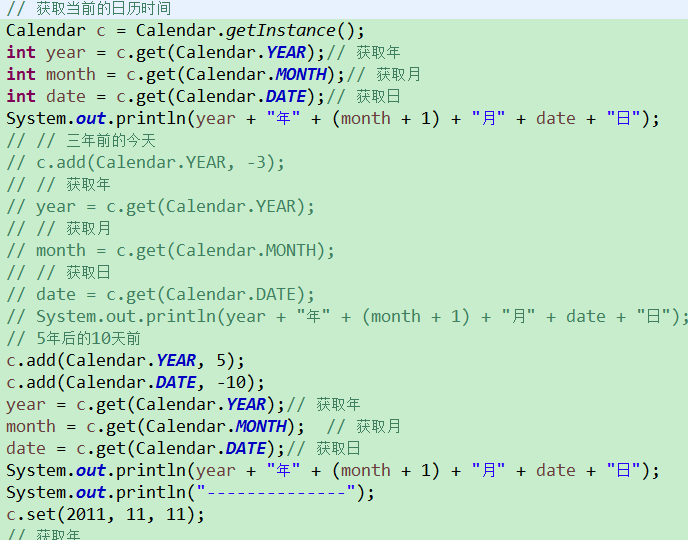 // 获取当前的日历时间
Calendar c = Calendar.getInstance();
int year = c.get(Calendar.YEAR);// 获取年
int month = c.get(Calendar.MONTH);// 获取月
int date = c.get(Calendar.DATE);// 获取日
System.out.println(year + "年" + (month + 1) + "月" + date + "日");
// // 三年前的今天
// c.add(Calendar.YEAR, -3);
// // 获取年
// year = c.get(Calendar.YEAR);
// // 获取月
// month = c.get(Calendar.MONTH);
// // 获取日
// date = c.get(Calendar.DATE);
// System.out.println(year + "年" + (month + 1) + "月" + date + "日");
// 5年后的10天前
c.add(Calendar.YEAR, 5);
c.add(Calendar.DATE, -10);
year = c.get(Calendar.YEAR);// 获取年
month = c.get(Calendar.MONTH);  // 获取月
date = c.get(Calendar.DATE);// 获取日
System.out.println(year + "年" + (month + 1) + "月" + date + "日");
System.out.println("--------------");
c.set(2011, 11, 11);
// 获取年